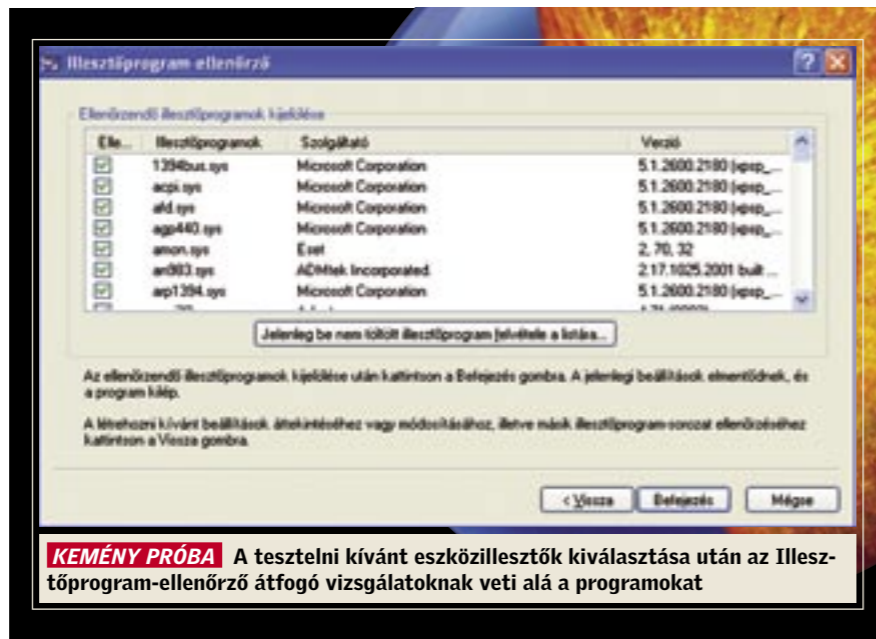 Illesztőprogram ellenőrző
Ellenőrzendő illesztőprogramok kijelölése
Elle... Illesztőprogramok Szolgáltató Verzió
1394bus.sys Microsoft Corporation 5.1.2600.2180 (xpsp_...
acpi.sys Microsoft Corporation 5.1.2600.2180 (xpsp_...
afd.sys Microsoft Corporation 5.1.2600.2180 (xpsp_...
agp440.sys Microsoft Corporation 5.1.2600.2180 (xpsp_...
amon.sys Eset 2, 70, 32
an983.sys ADMtek Incorporated. 2.17.1025.2001 built ...
arp1394.sys Microsoft Corporation 5.1.2600.2180 (xpsp_...
Jelenleg be nem töltött illesztőprogram felvétele a listára...
Az ellenőrzendő illesztőprogramok kijelölése után kattintson a Befejezés gombra. A jelenlegi beállítások elmentődnek, és
a program kilép.
A létrehozni kívánt beállítások áttekintéséhez vagy módosításához, illetve másik illesztőprogram-sorozat ellenőrzéséhez
kattintson a Vissza gombra.
< Vissza Befejezés Mégse
KEMÉNY PRÓBA A tesztelni kívánt eszközillesztők kiválasztása után az Illesz-
tőprogram-ellenőrző átfogó vizsgálatoknak veti alá a programokat